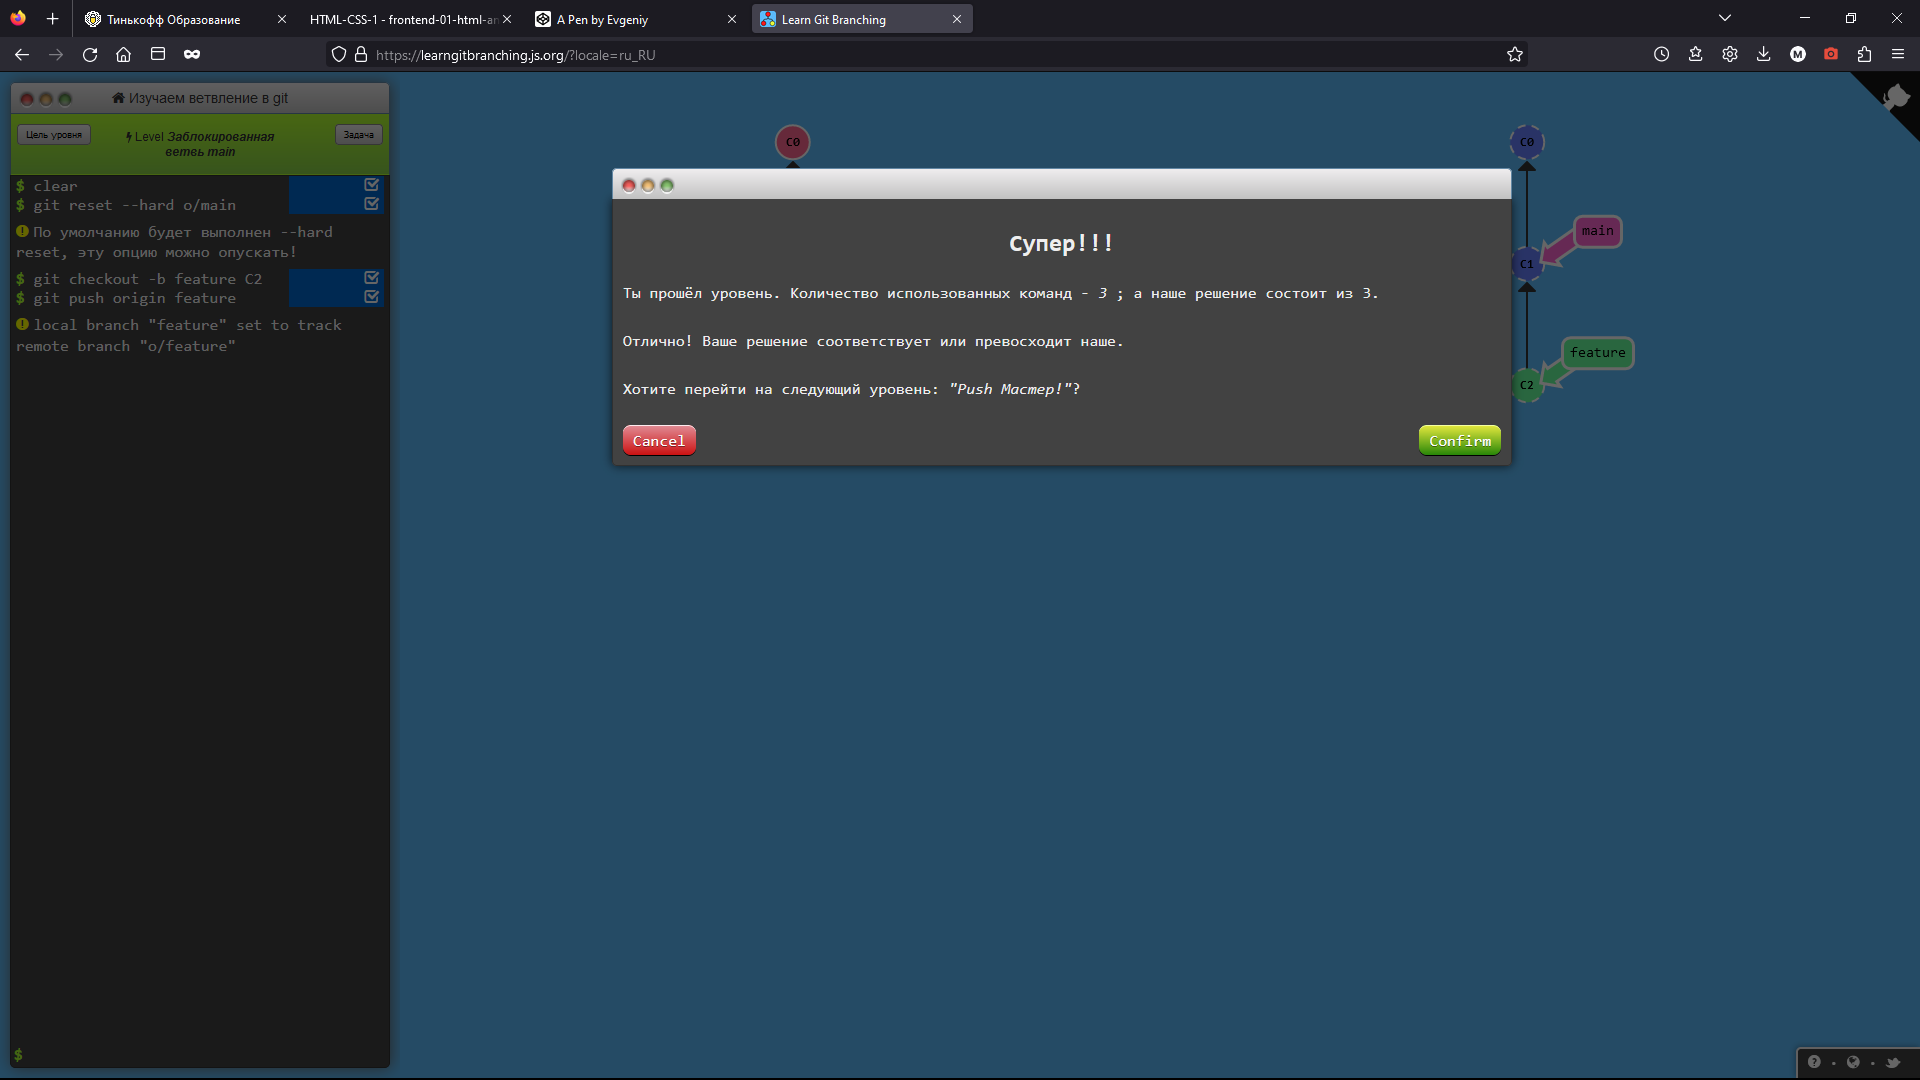 Тинькофф Образование
HTML-CSS-1 - frontend-01-html-an
A Pen by Evgeniy
Learn Git Branching
https://learngitbranching.js.org/?locale=ru_RU
M
Изучаем ветвление в git
Цель уровня
Level Заблокированная
ветвь main
Задача
$ clear
$ git reset --hard o/main
По умолчанию будет выполнен --hard
reset, эту опцию можно опускать!
$ git checkout -b feature C2
$ git push origin feature
local branch "feature" set to track
remote branch "o/feature"
$
C0
Супер!!!
Ты прошёл уровень. Количество использованных команд - 3 ; а наше решение состоит из 3.
Отлично! Ваше решение соответствует или превосходит наше.
Хотите перейти на следующий уровень: "Push Мастер!"?
Cancel
Confirm
C0
main
C1
feature
C2